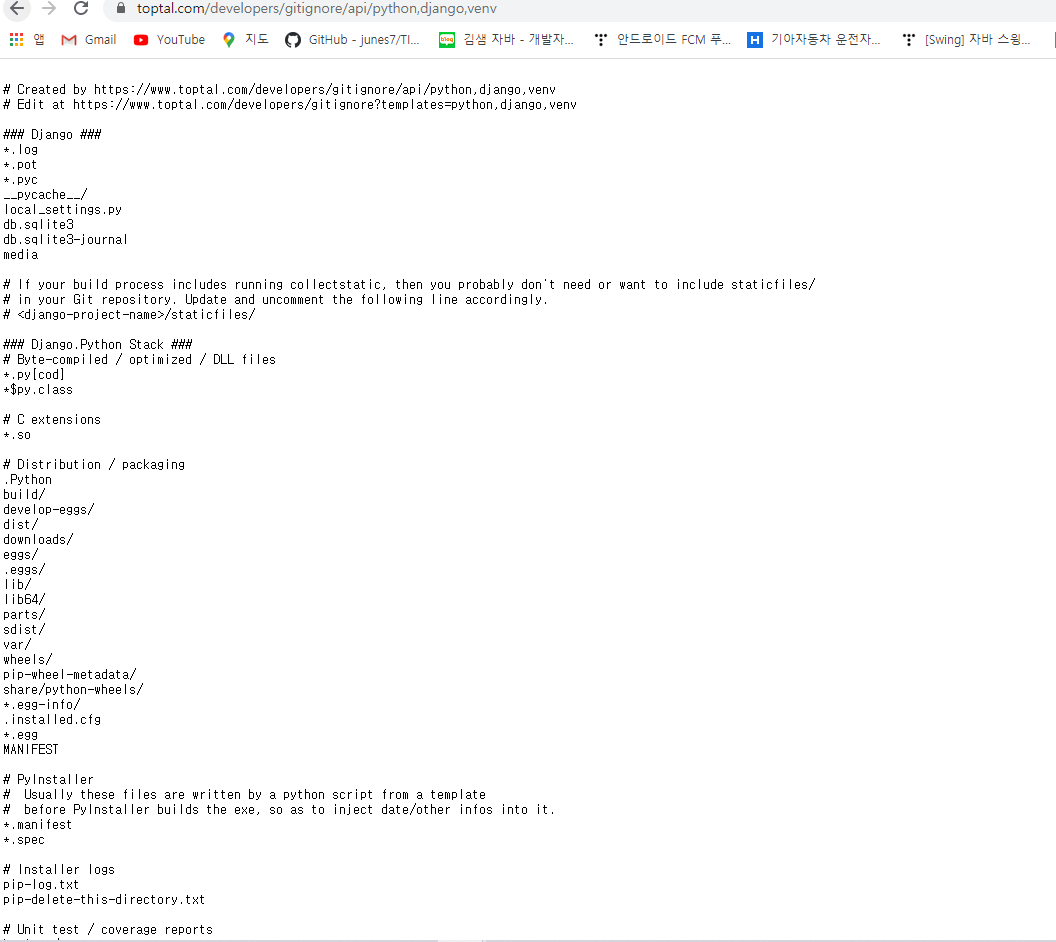 toptal.com/developers/gitignore/api/python,django,venv
앱 Gmail YouTube 지도 GitHub - junes7/TI... 김샘 자바 - 개발자... 안드로이드 FCM 푸... 기아자동차 운전자... [Swing] 자바 스윙...
# Created by https://www.toptal.com/developers/gitignore/api/python,django,venv
# Edit at https://www.toptal.com/developers/gitignore?templates=python,django,venv
### Django ###
*.log
*.pot
*.pyc
__pycache__/
local_settings.py
db.sqlite3
db.sqlite3-journal
media
# If your build process includes running collectstatic, then you probably don't need or want to include staticfiles/
# in your Git repository. Update and uncomment the following line accordingly.
# <django-project-name>/staticfiles/
### Django.Python Stack ###
# Byte-compiled / optimized / DLL files
*.py[cod]
*$py.class
# C extensions
*.so
# Distribution / packaging
.Python
build/
develop-eggs/
dist/
downloads/
eggs/
.eggs/
lib/
lib64/
parts/
sdist/
var/
wheels/
pip-wheel-metadata/
share/python-wheels/
*.egg-info/
.installed.cfg
*.egg
MANIFEST
# PyInstaller
#  Usually these files are written by a python script from a template
#  before PyInstaller builds the exe, so as to inject date/other infos into it.
*.manifest
*.spec
# Installer logs
pip-log.txt
pip-delete-this-directory.txt
# Unit test / coverage reports